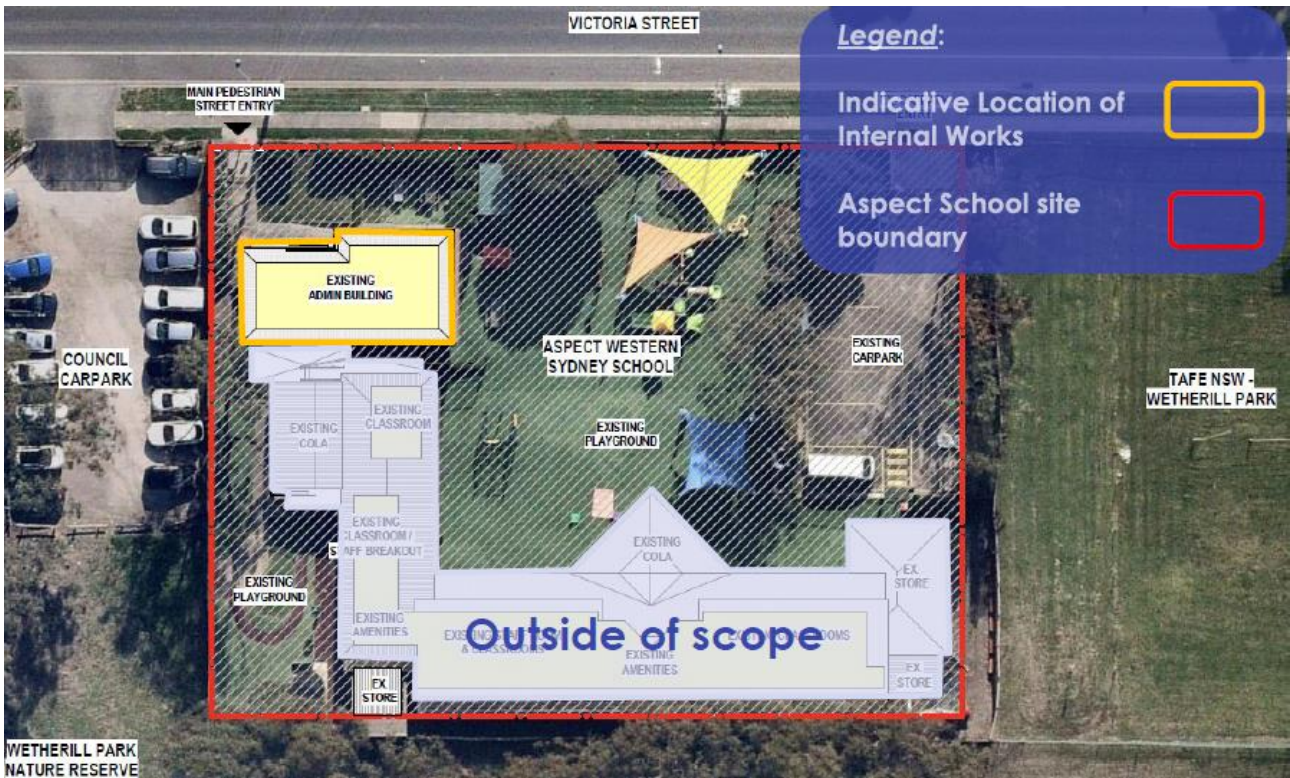 VICTORIA STREET
Legend:
Indicative Location of
Internal Works
Aspect School site
boundary
MAIN PEDESTRIAN
STREET ENTRY
EXISTING
ADMIN BUILDING
COUNCIL
CARPARK
ASPECT WESTERN
SYDNEY SCHOOL
EXISTING
CARPARK
TAFE NSW -
WETHERILL PARK
EXISTING
COLA
EXISTING
CLASSROOM
EXISTING
PLAYGROUND
EXISTING
CLASSROOM /
STAFF BREAKOUT
EXISTING
COLA
EX
STORE
EXISTING
PLAYGROUND
EXISTING
AMENITIES
Outside of scope
& CLASSROOMS
EXISTING
AMENITIES
EX
STORE
EX
STORE
WETHERILL PARK
NATURE RESERVE